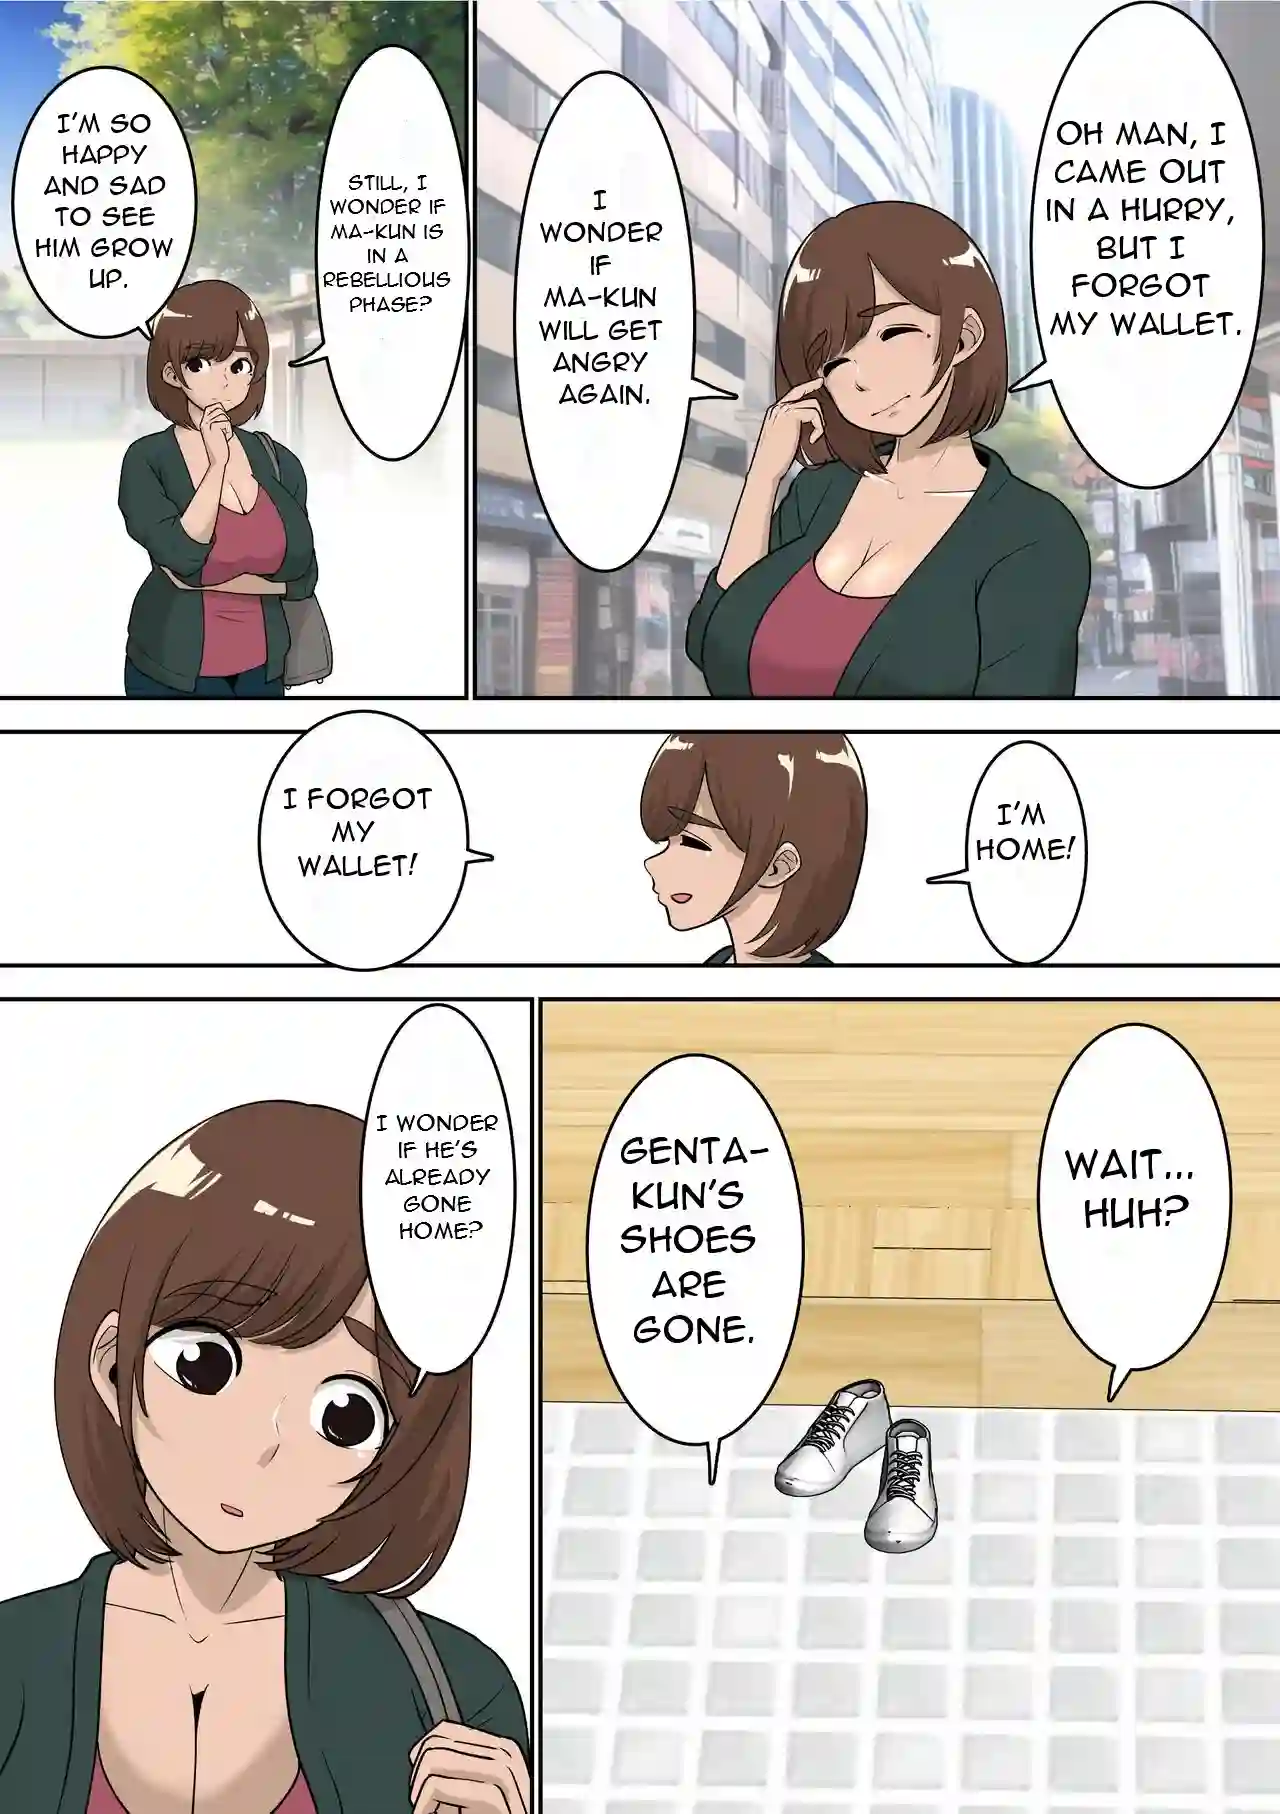 OH MAN, I
CAME OUT
IN A HURRY,
BUT I
FORGOT
MY WALLET.
I
WONDER
IF
MA-KUN
WILL GET
ANGRY
AGAIN.
STILL, I
WONDER IF
MA-KUN IS
IN A
REBELLIOUS
PHASE?
I'M SO
HAPPY
AND SAD
TO SEE
HIM GROW
UP.
I'M
HOME!
I FORGOT
MY
WALLET!
WAIT...
HUH?
GENTA-
KUN'S
SHOES
ARE
GONE.
I WONDER
IF HE'S
ALREADY
GONE
HOME?